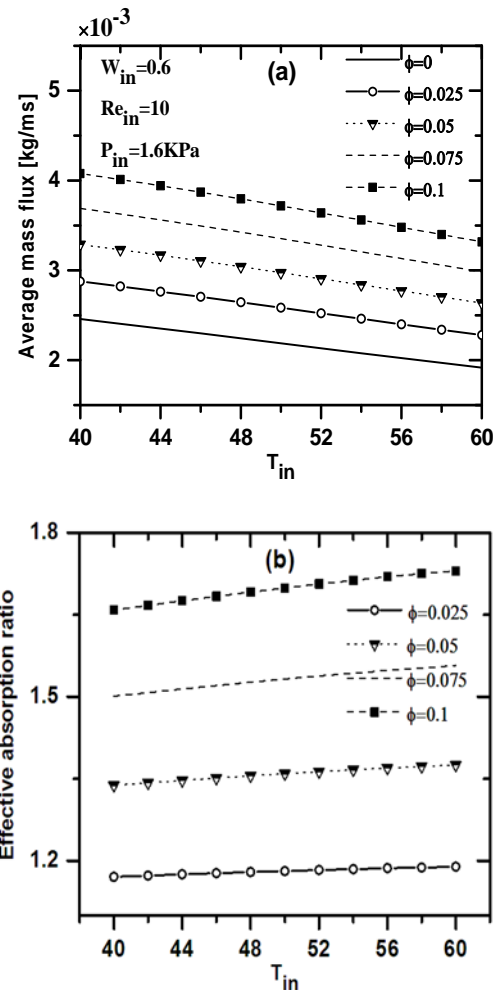 ×10⁻³
5
4
3
2
Average mass flux [kg/ms]
W_in=0.6
Re_in=10
P_in=1.6KPa
(a)
ϕ=0
ϕ=0.025
ϕ=0.05
ϕ=0.075
ϕ=0.1
40 44 48 52 56 60
T_in
1.8
1.5
1.2
Effective absorption ratio
(b)
ϕ=0.025
ϕ=0.05
ϕ=0.075
ϕ=0.1
40 44 48 52 56 60
T_in